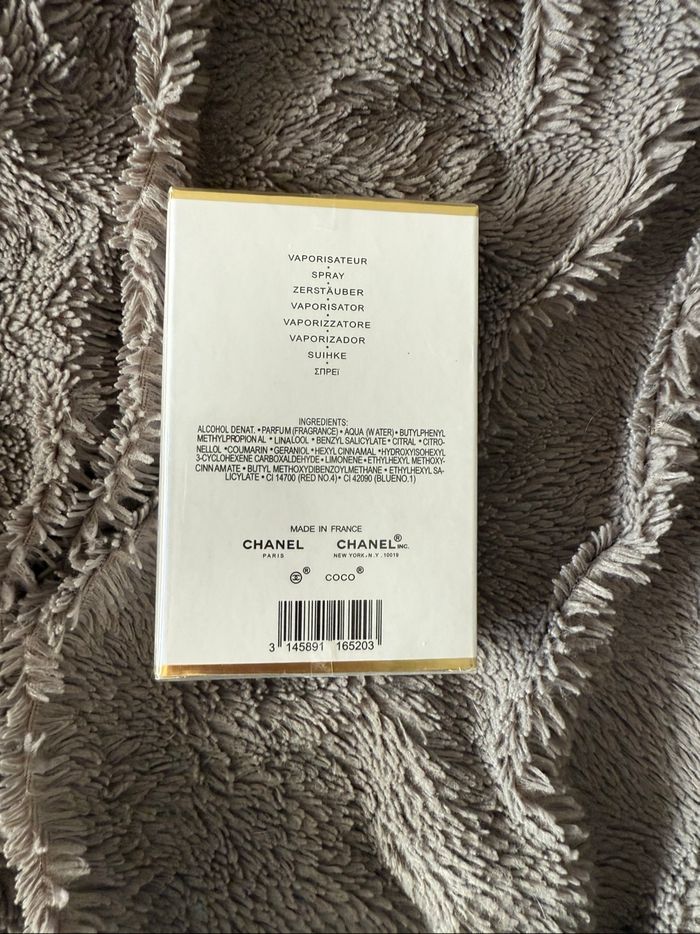 VAPORISATEUR
•
SPRAY
•
ZERSTÄUBER
•
VAPORISATOR
•
VAPORIZZATORE
•
VAPORIZADOR
•
SUIHKE
•
ΣΠΡΕϊ
INGREDIENTS:
ALCOHOL DENAT. • PARFUM (FRAGRANCE) • AQUA (WATER) • BUTYLPHENYL
METHYLPROPION AL • LINALOOL • BENZYL SALICYLATE • CITRAL • CITRO-
NELLOL • COUMARIN • GERANIOL • HEXYL CINNAMAL • HYDROXYISOHEXYL
3-CYCLOHEXENE CARBOXALDEHYDE • LIMONENE • ETHYLHEXYL METHOXY-
CINNAMATE • BUTYL METHOXYDIBENZOYLMETHANE • ETHYLHEXYL SA-
LICYLATE • CI 14700 (RED NO.4) • CI 42090 (BLUENO.1)
MADE IN FRANCE
CHANEL CHANEL® INC.
PARIS NEW YORK, N.Y. 10019
® COCO®
3 145891 165203